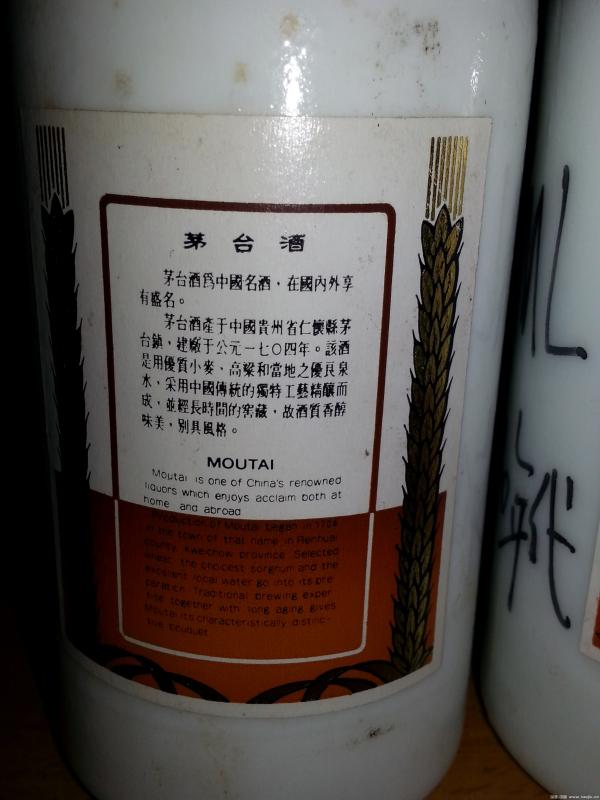 茅台酒
茅台酒爲中國名酒，在國內外享
有盛名。
茅台酒產于中國貴州省仁懷縣茅
台鎮，建廠于公元一七〇四年。該酒
是用優質小麥、高粱和當地之優良泉
水，采用中國傳統的獨特工藝精釀而
成，並經長時間的窖藏，故酒質香醇
味美，別具風格。
MOUTAI
Moutai is one of China's renowned
liquors which enjoys acclaim both at
home and abroad
Production of Moutai began in 1704
in the town of that name in Renhuai
county, Kweichow province. Selected
wheat, the choicest sorghum and the
excellent local water go into its pre
paration. Traditional brewing exper
tise together with long aging gives
Moutai its characteristically distinc-
tive bouquet
年代